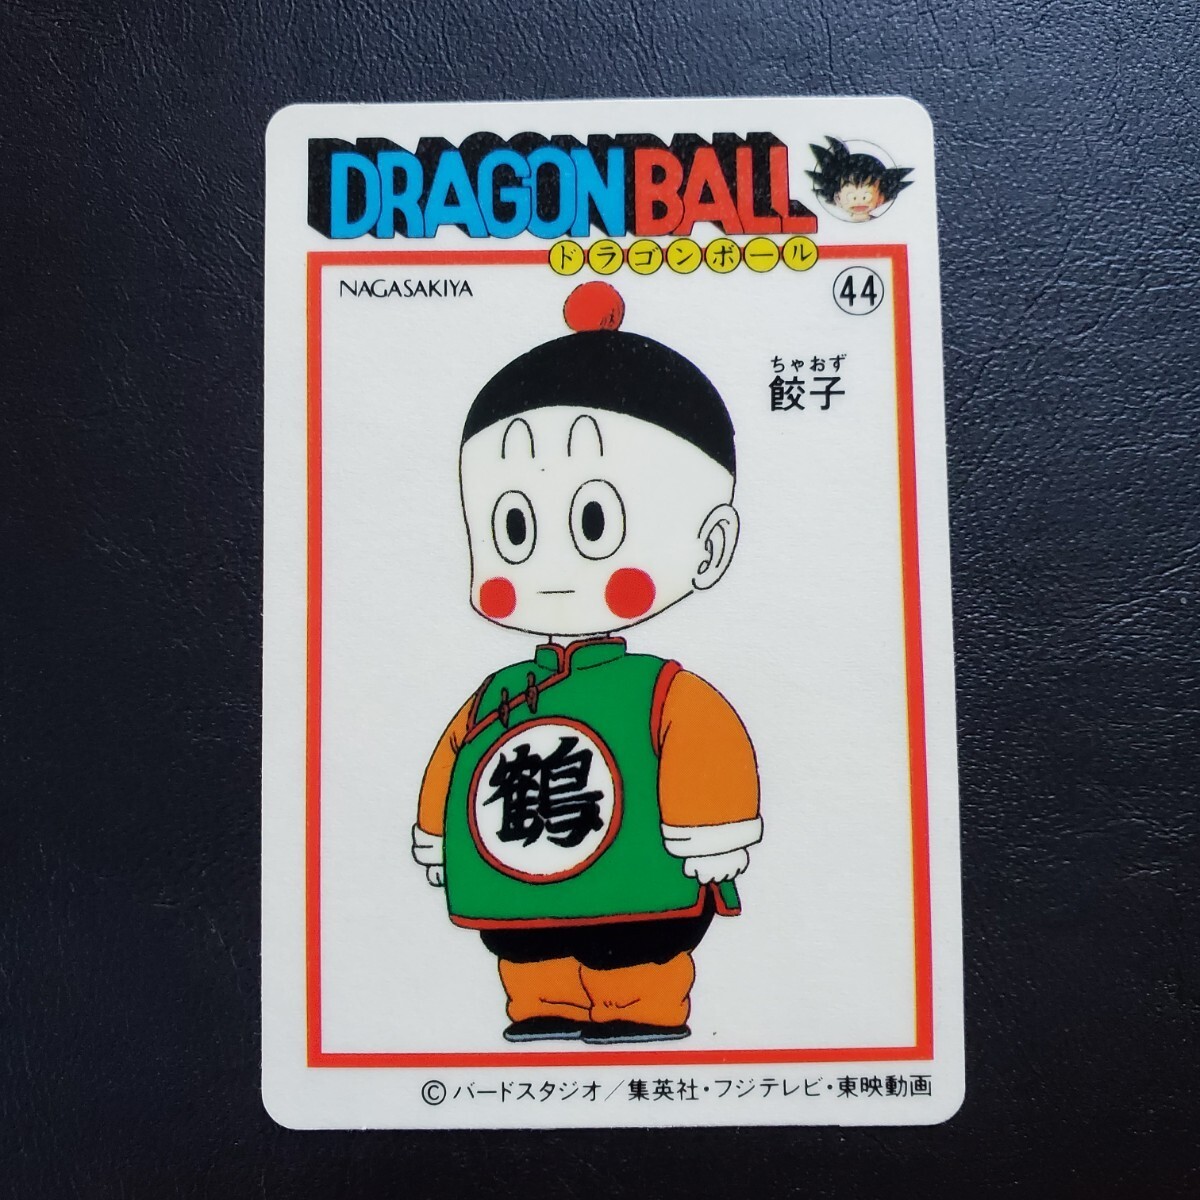 DRAGON BALL
ドラゴンボール
NAGASAKIYA
44
ちゃおず
餃子
鶴
©バードスタジオ/集英社・フジテレビ・東映動画